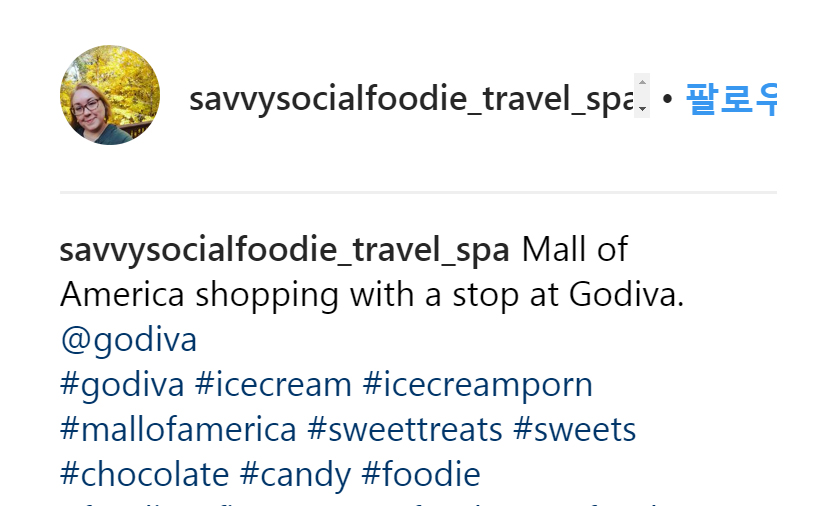 savvysocialfoodie_travel_spa • 팔로우
savvysocialfoodie_travel_spa Mall of
America shopping with a stop at Godiva.
@godiva
#godiva #icecream #icecreamporn
#mallofamerica #sweettreats #sweets
#chocolate #candy #foodie